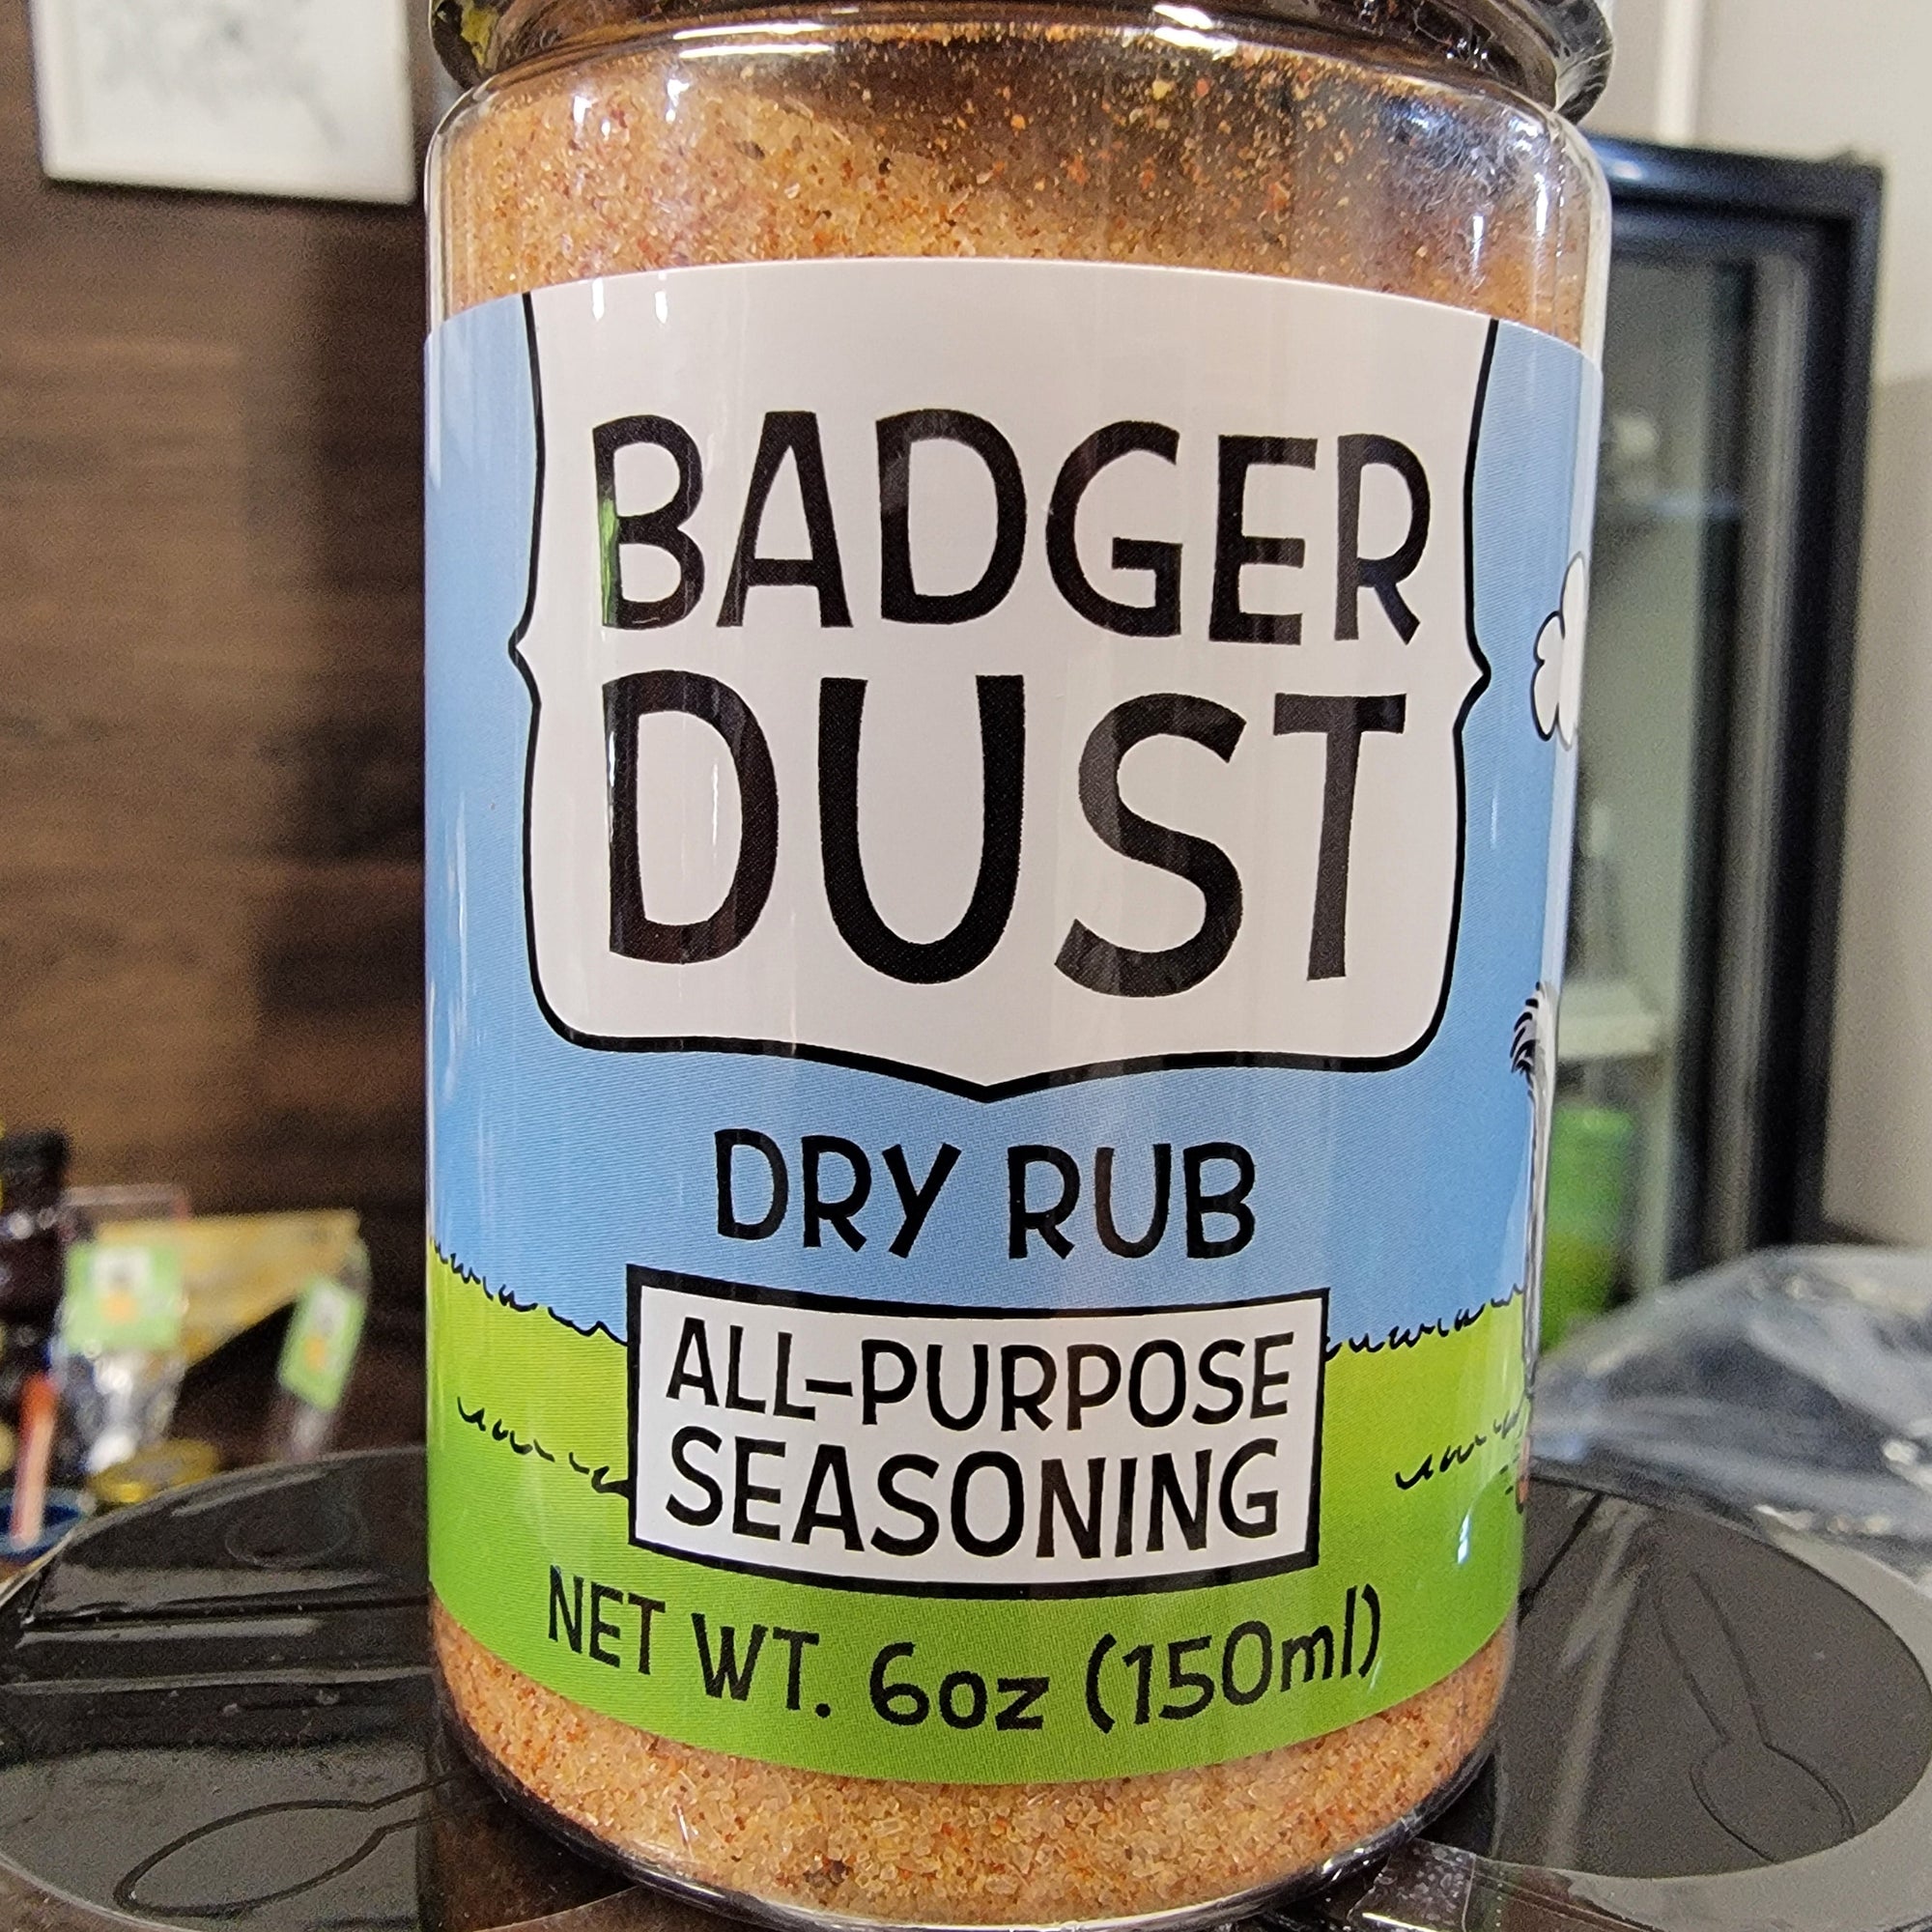 BADGER
DUST
DRY RUB
ALL-PURPOSE
SEASONING
NET WT. 6oz (150ml)